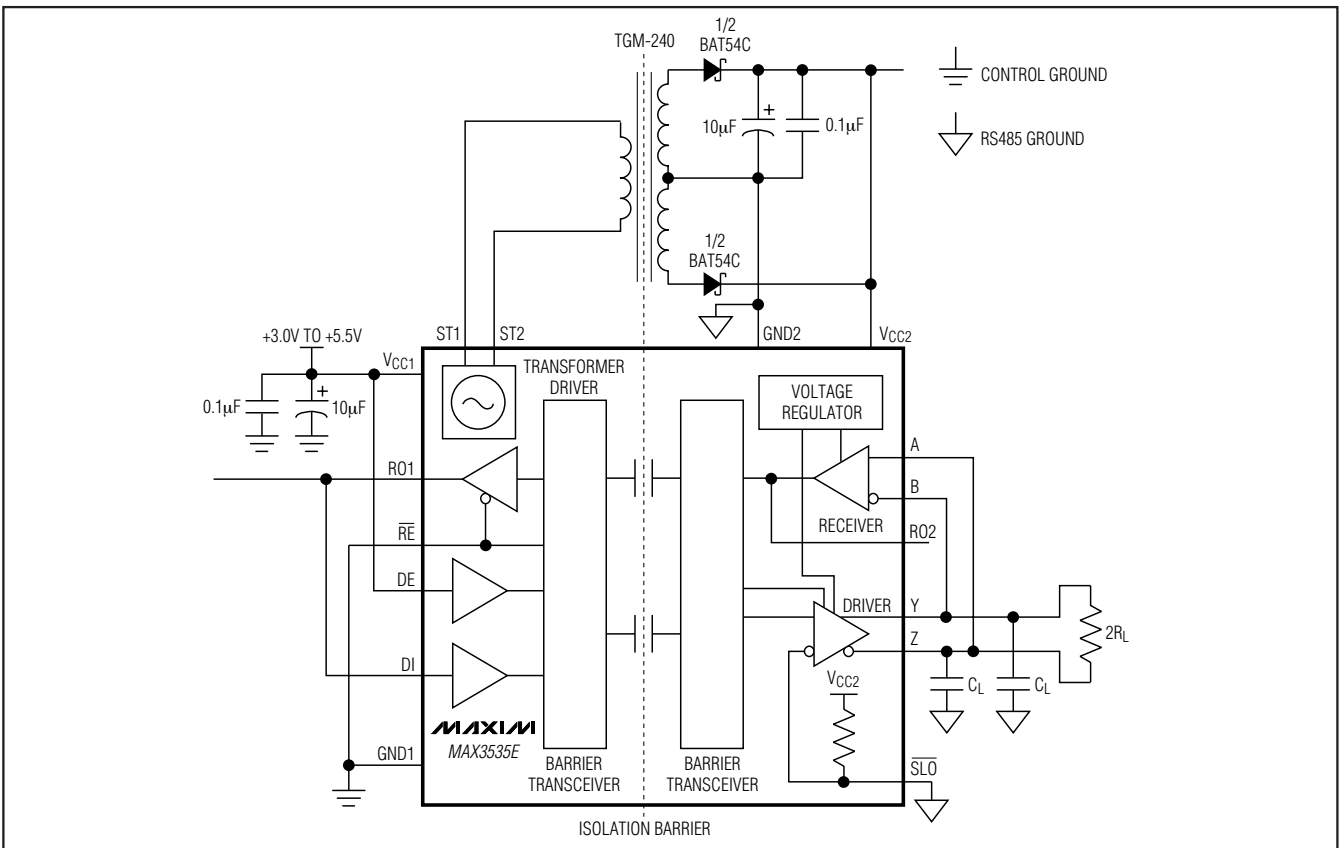 TGM-240
1/2
BAT54C
CONTROL GROUND
10µF
+
0.1µF
RS485 GROUND
1/2
BAT54C
ST1
ST2
GND2
VCC2
+3.0V TO +5.5V
VCC1
0.1µF
+
10µF
TRANSFORMER
DRIVER
VOLTAGE
REGULATOR
RO1
A
B
RECEIVER
RO2
RE
DE
DRIVER
Y
Z
2RL
DI
VCC2
CL
CL
MAXIM
MAX3535E
GND1
BARRIER
TRANSCEIVER
BARRIER
TRANSCEIVER
SLO
ISOLATION BARRIER